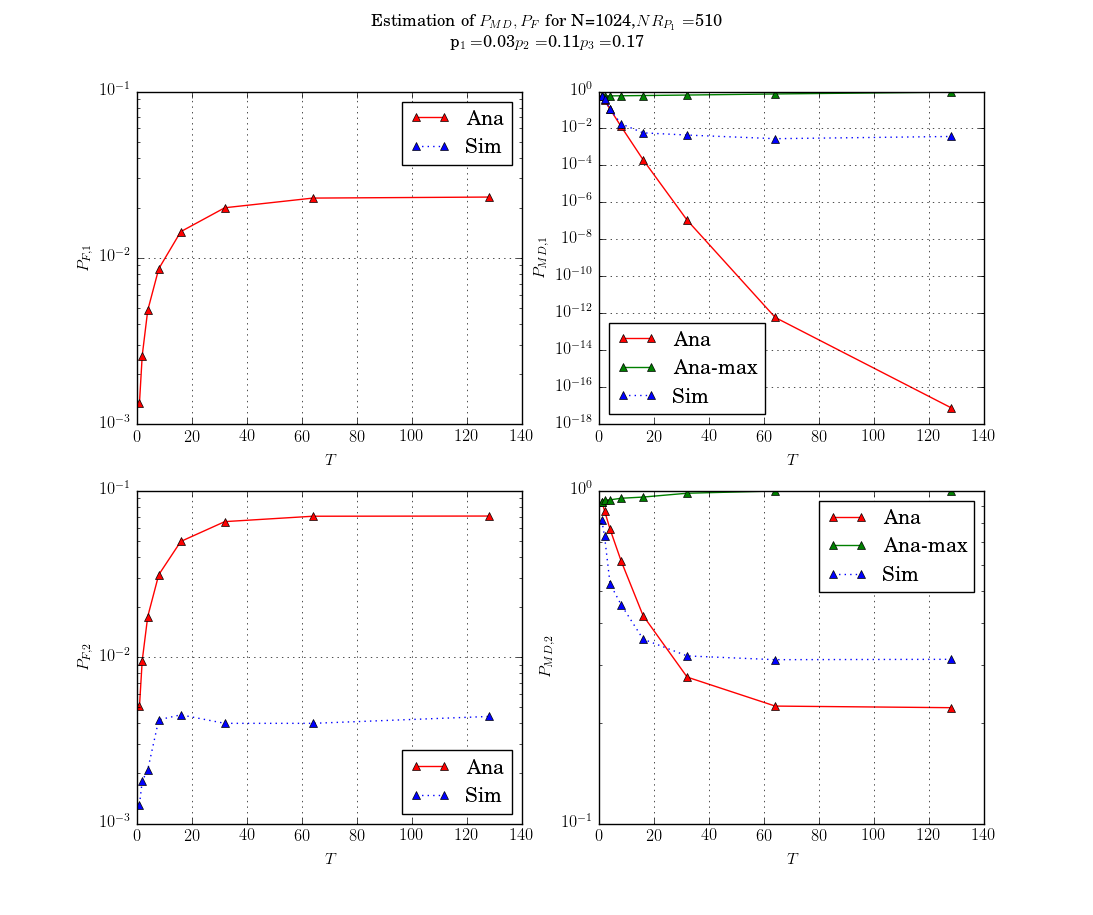 Estimation of P_{MD}, P_F for N=1024,NR_{P_1}=510
p_1=0.03p_2=0.11p_3=0.17
10^{-1}
10^{-2}
10^{-3}
P_{F,1}
0 20 40 60 80 100 120 140
T
Ana
Sim
10^0
10^{-2}
10^{-4}
10^{-6}
10^{-8}
10^{-10}
10^{-12}
10^{-14}
10^{-16}
10^{-18}
P_{MD,1}
0 20 40 60 80 100 120 140
T
Ana
Ana-max
Sim
10^{-1}
10^{-2}
10^{-3}
P_{F,2}
0 20 40 60 80 100 120 140
T
Ana
Sim
10^0
10^{-1}
P_{MD,2}
0 20 40 60 80 100 120 140
T
Ana
Ana-max
Sim